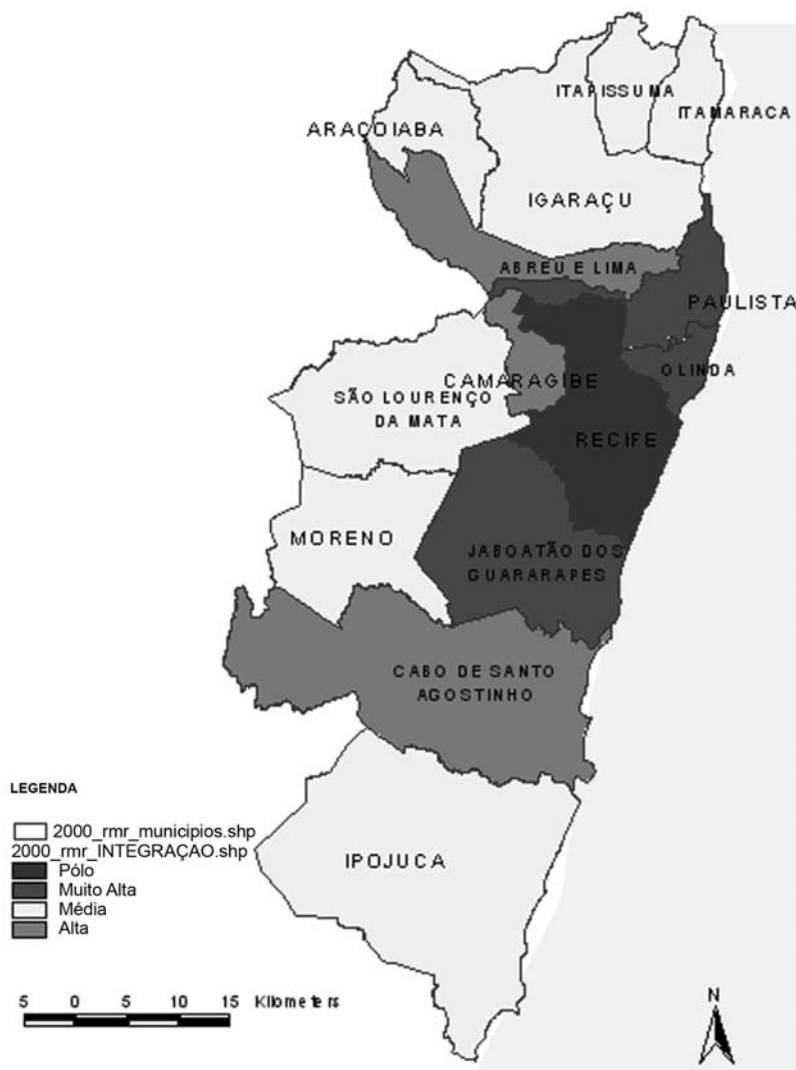 ITAPISSUMA
ITAMARACA
ARAÇOIABA
IGARAÇU
ABREU E LIMA
PAULISTA
OLINDA
CAMARAGIBE
SÃO LOURENÇO
DA MATA
RECIFE
MORENO
JABOATÃO DOS
GUARARAPES
CABO DE SANTO
AGOSTINHO
IPOJUCA
LEGENDA
2000_rmr_municipios.shp
2000_rmr_INTEGRAÇAO.shp
Pólo
Muito Alta
Média
Alta
5 0 5 10 15 Kilometers
N